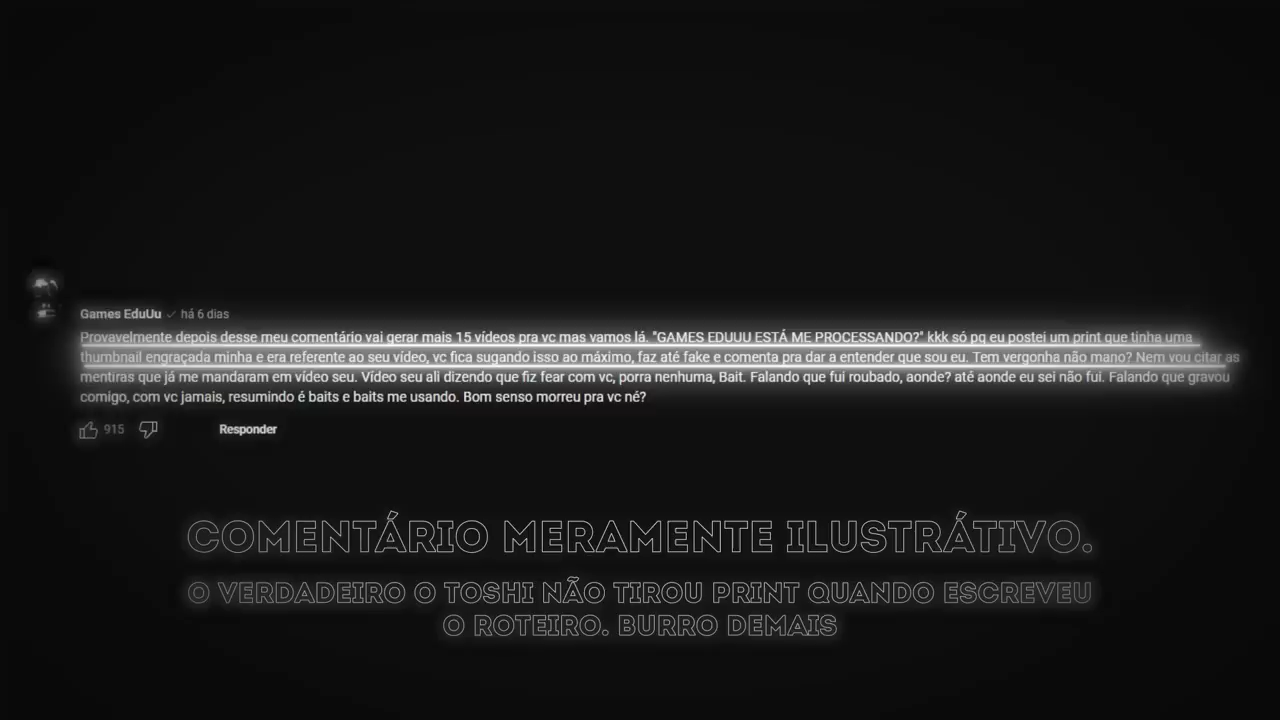 Games EduUu há 6 dias
Provavelmente depois desse meu comentário vai gerar mais 15 vídeos pra vc mas vamos lá. "GAMES EDUUU ESTÁ ME PROCESSANDO?" kkk só pq eu postei um print que tinha uma
thumbnail engraçada minha e era referente ao seu vídeo, vc fica sugando isso ao máximo, faz até fake e comenta pra dar a entender que sou eu. Tem vergonha não mano? Nem vou citar as
mentiras que já me mandaram em vídeo seu. Vídeo seu ali dizendo que fiz fear com vc, porra nenhuma, Bait. Falando que fui roubado, aonde? até aonde eu sei não fui. Falando que gravou
comigo, com vc jamais, resumindo é baits e baits me usando. Bom senso morreu pra vc né?
915 Responder
COMENTÁRIO MERAMENTE ILUSTRÁTIVO.
O VERDADEIRO O TOSHI NÃO TIROU PRINT QUANDO ESCREVEU
O ROTEIRO. BURRO DEMAIS